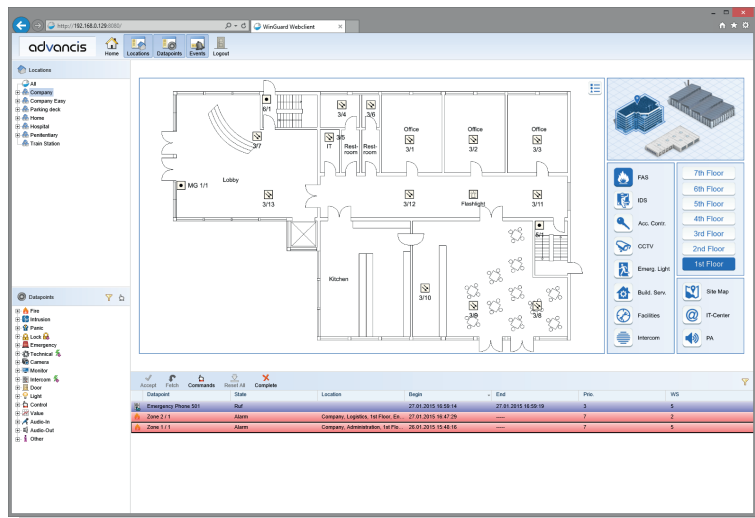 http://192.168.0.129:8080/
WinGuard Webclient
advancis
Home
Locations
Datapoints
Events
Logout
Locations
All
Company
Company Easy
Parking deck
Home
Hospital
Penitentiary
Train Station
Datapoints
Fire
Intrusion
Panic
Lock
Emergency
Technical
Camera
Monitor
Intercom
Door
Light
Control
Value
Audio-In
Audio-Out
Other
6/1
3/4
3/6
3/7
3/5
IT
Rest-
room
Rest-
room
Office
3/1
Office
3/2
Office
3/3
Lobby
MG 1/1
3/13
3/12
Flashlight
3/11
5/1
Kitchen
3/10
3/9
3/8
FAS
IDS
Acc. Contr.
CCTV
Emerg. Light
Build. Serv.
Facilities
Intercom
7th Floor
6th Floor
5th Floor
4th Floor
3rd Floor
2nd Floor
1st Floor
Site Map
IT-Center
PA
Accept Fetch Commands Reset All Complete
Datapoint State Location Begin End Prio. WS
Emergency Phone 501 Ruf 27.01.2015 16:59:14 27.01.2015 16:59:19 3 5
Zone 2 / 1 Alarm Company, Logistics, 1st Floor, En... 27.01.2015 16:47:29 ----- 7 2
Zone 1 / 1 Alarm Company, Administration, 1st Flo... 26.01.2015 15:48:16 ----- 7 5